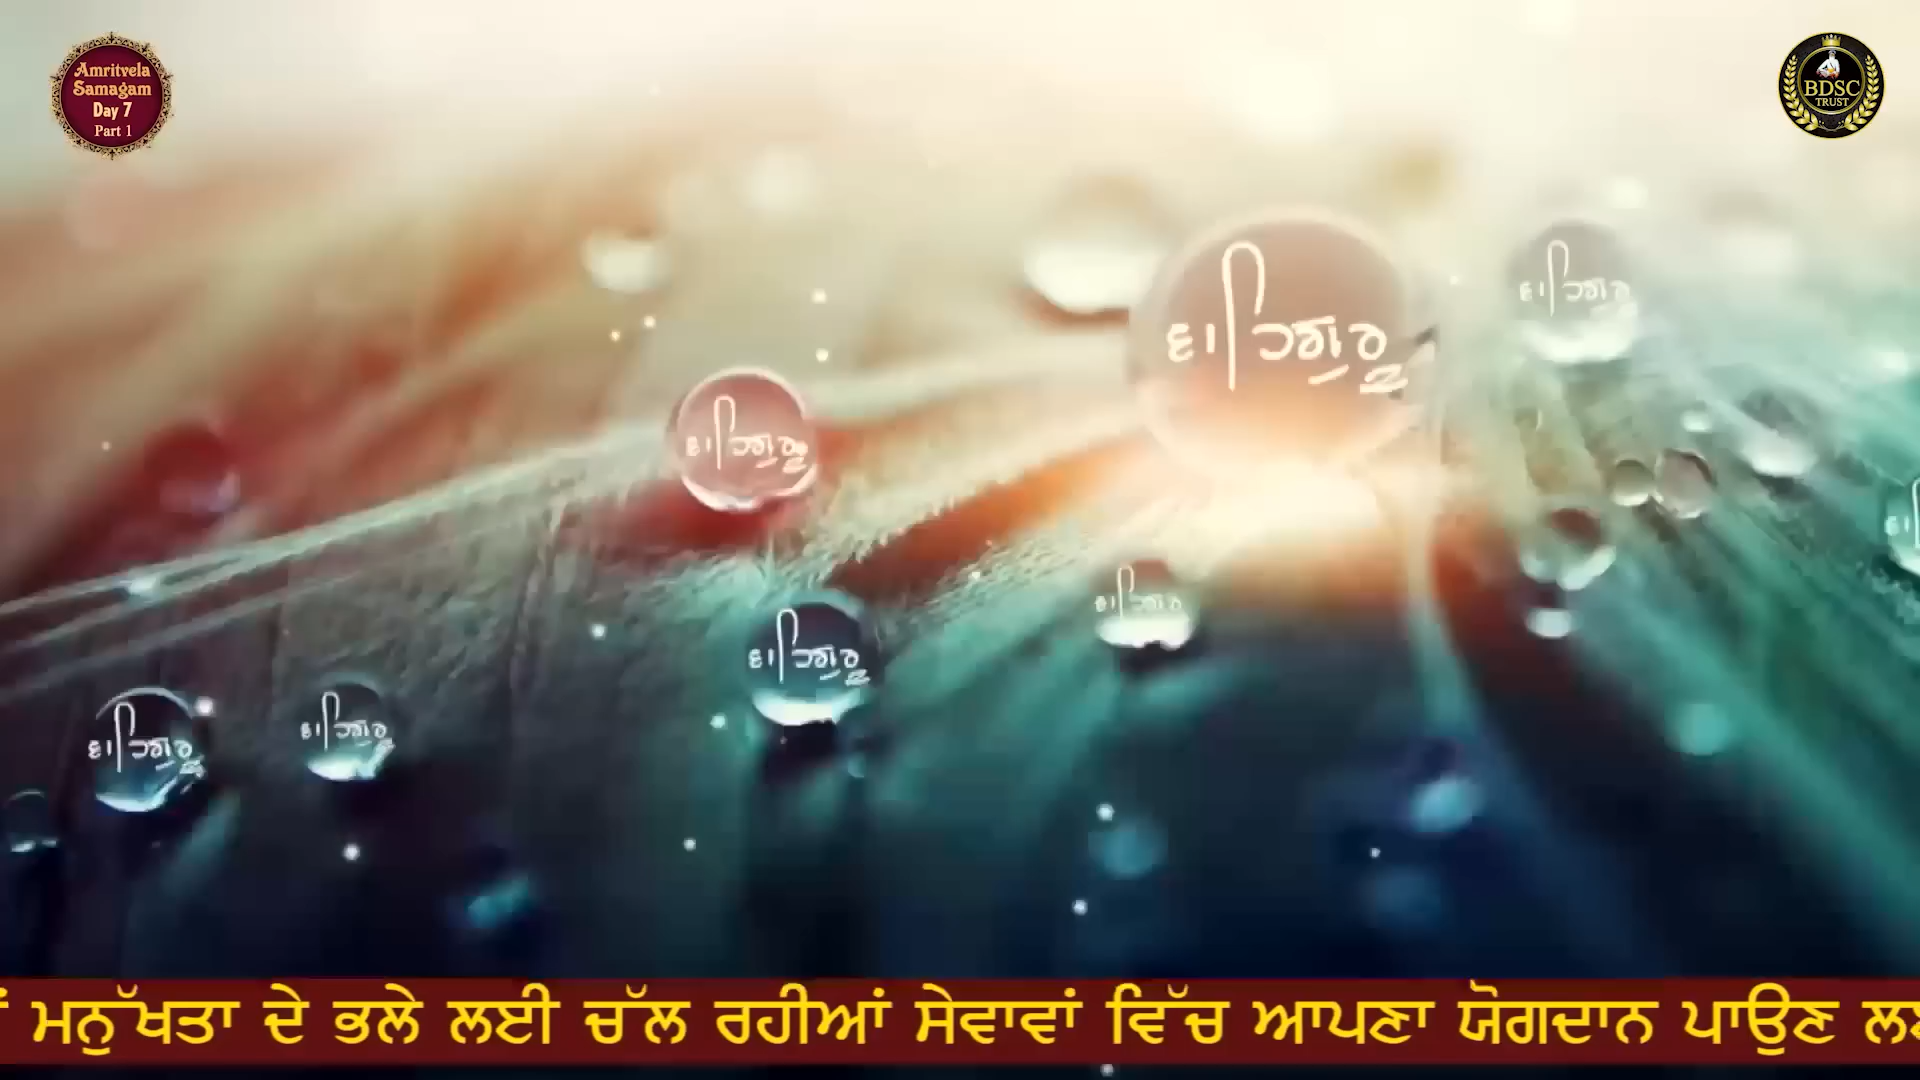 Amritvela
Samagam
Day 7
Part 1
BDSC
TRUST
ਵਾਹਿਗੁਰੂ
ਵਾਹਿਗੁਰੂ
ਵਾਹਿਗੁਰੂ
ਵਾਹਿਗੁਰੂ
ਵਾਹਿਗੁਰੂ
ਵਾਹਿਗੁਰੂ
ਵਾਹਿਗੁਰੂ
ਮਨੁੱਖਤਾ ਦੇ ਭਲੇ ਲਈ ਚੱਲ ਰਹੀਆਂ ਸੇਵਾਵਾਂ ਵਿੱਚ ਆਪਣਾ ਯੋਗਦਾਨ ਪਾਉਣ